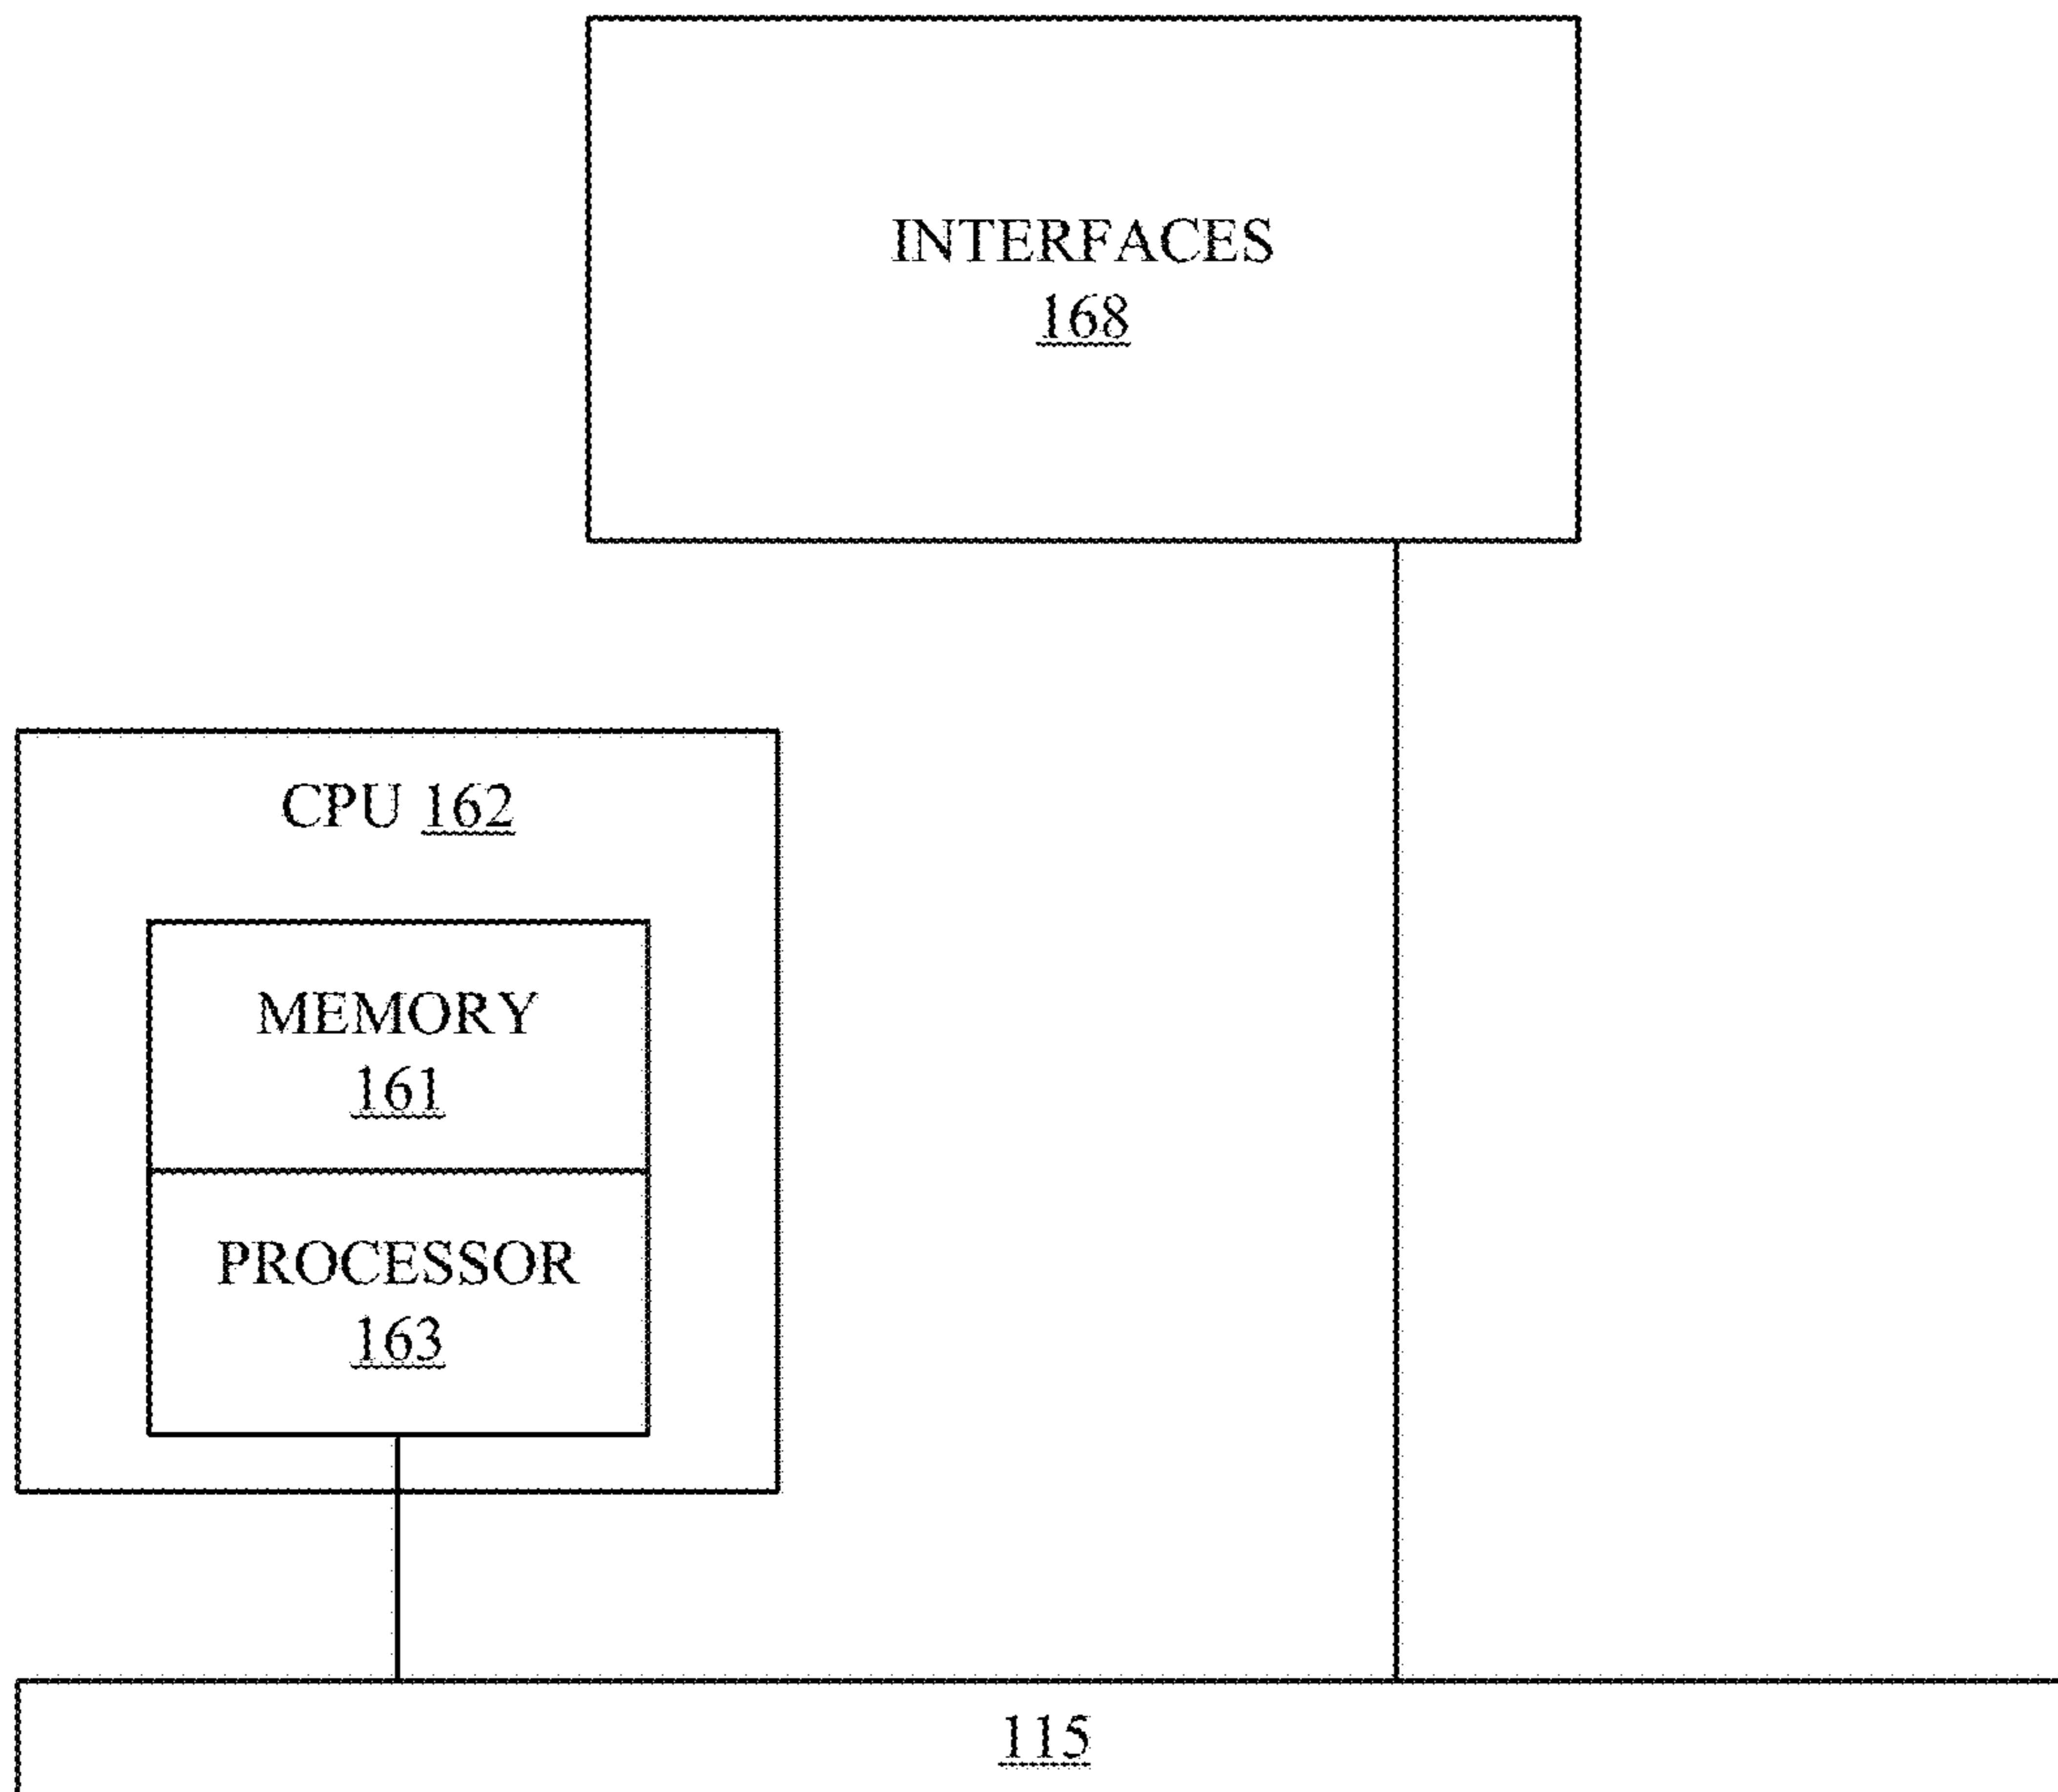 INTERFACES
168
CPU 162
MEMORY
161
PROCESSOR
163
115